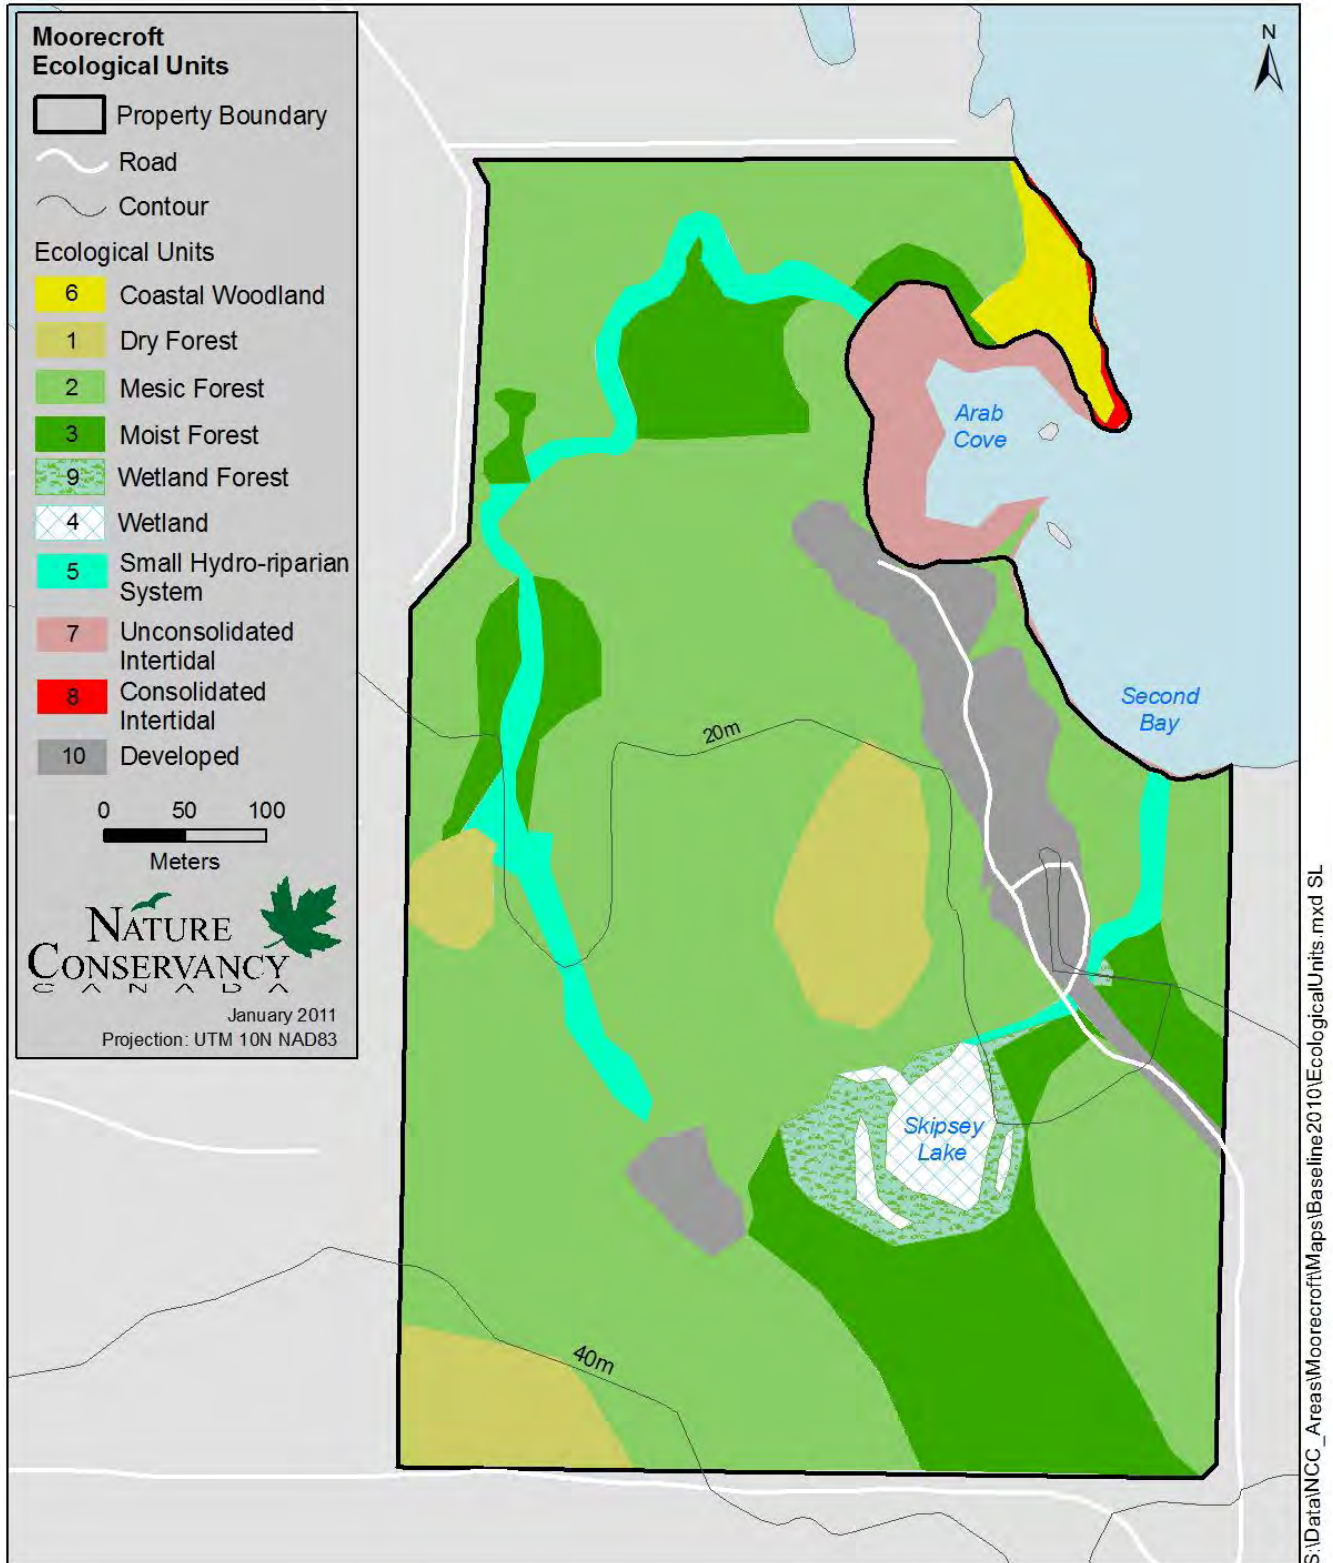 Moorecroft
Ecological Units
Property Boundary
Road
Contour
Ecological Units
6 Coastal Woodland
1 Dry Forest
2 Mesic Forest
3 Moist Forest
9 Wetland Forest
4 Wetland
5 Small Hydro-riparian
System
7 Unconsolidated
Intertidal
8 Consolidated
Intertidal
10 Developed
0 50 100
Meters
NATURE
CONSERVANCY
CANADA
January 2011
Projection: UTM 10N NAD83
N
Arab
Cove
Second
Bay
20m
Skipsey
Lake
40m
S:\Data\NCC_Areas\Moorecroft\Maps\Baseline2010\EcologicalUnits.mxd SL